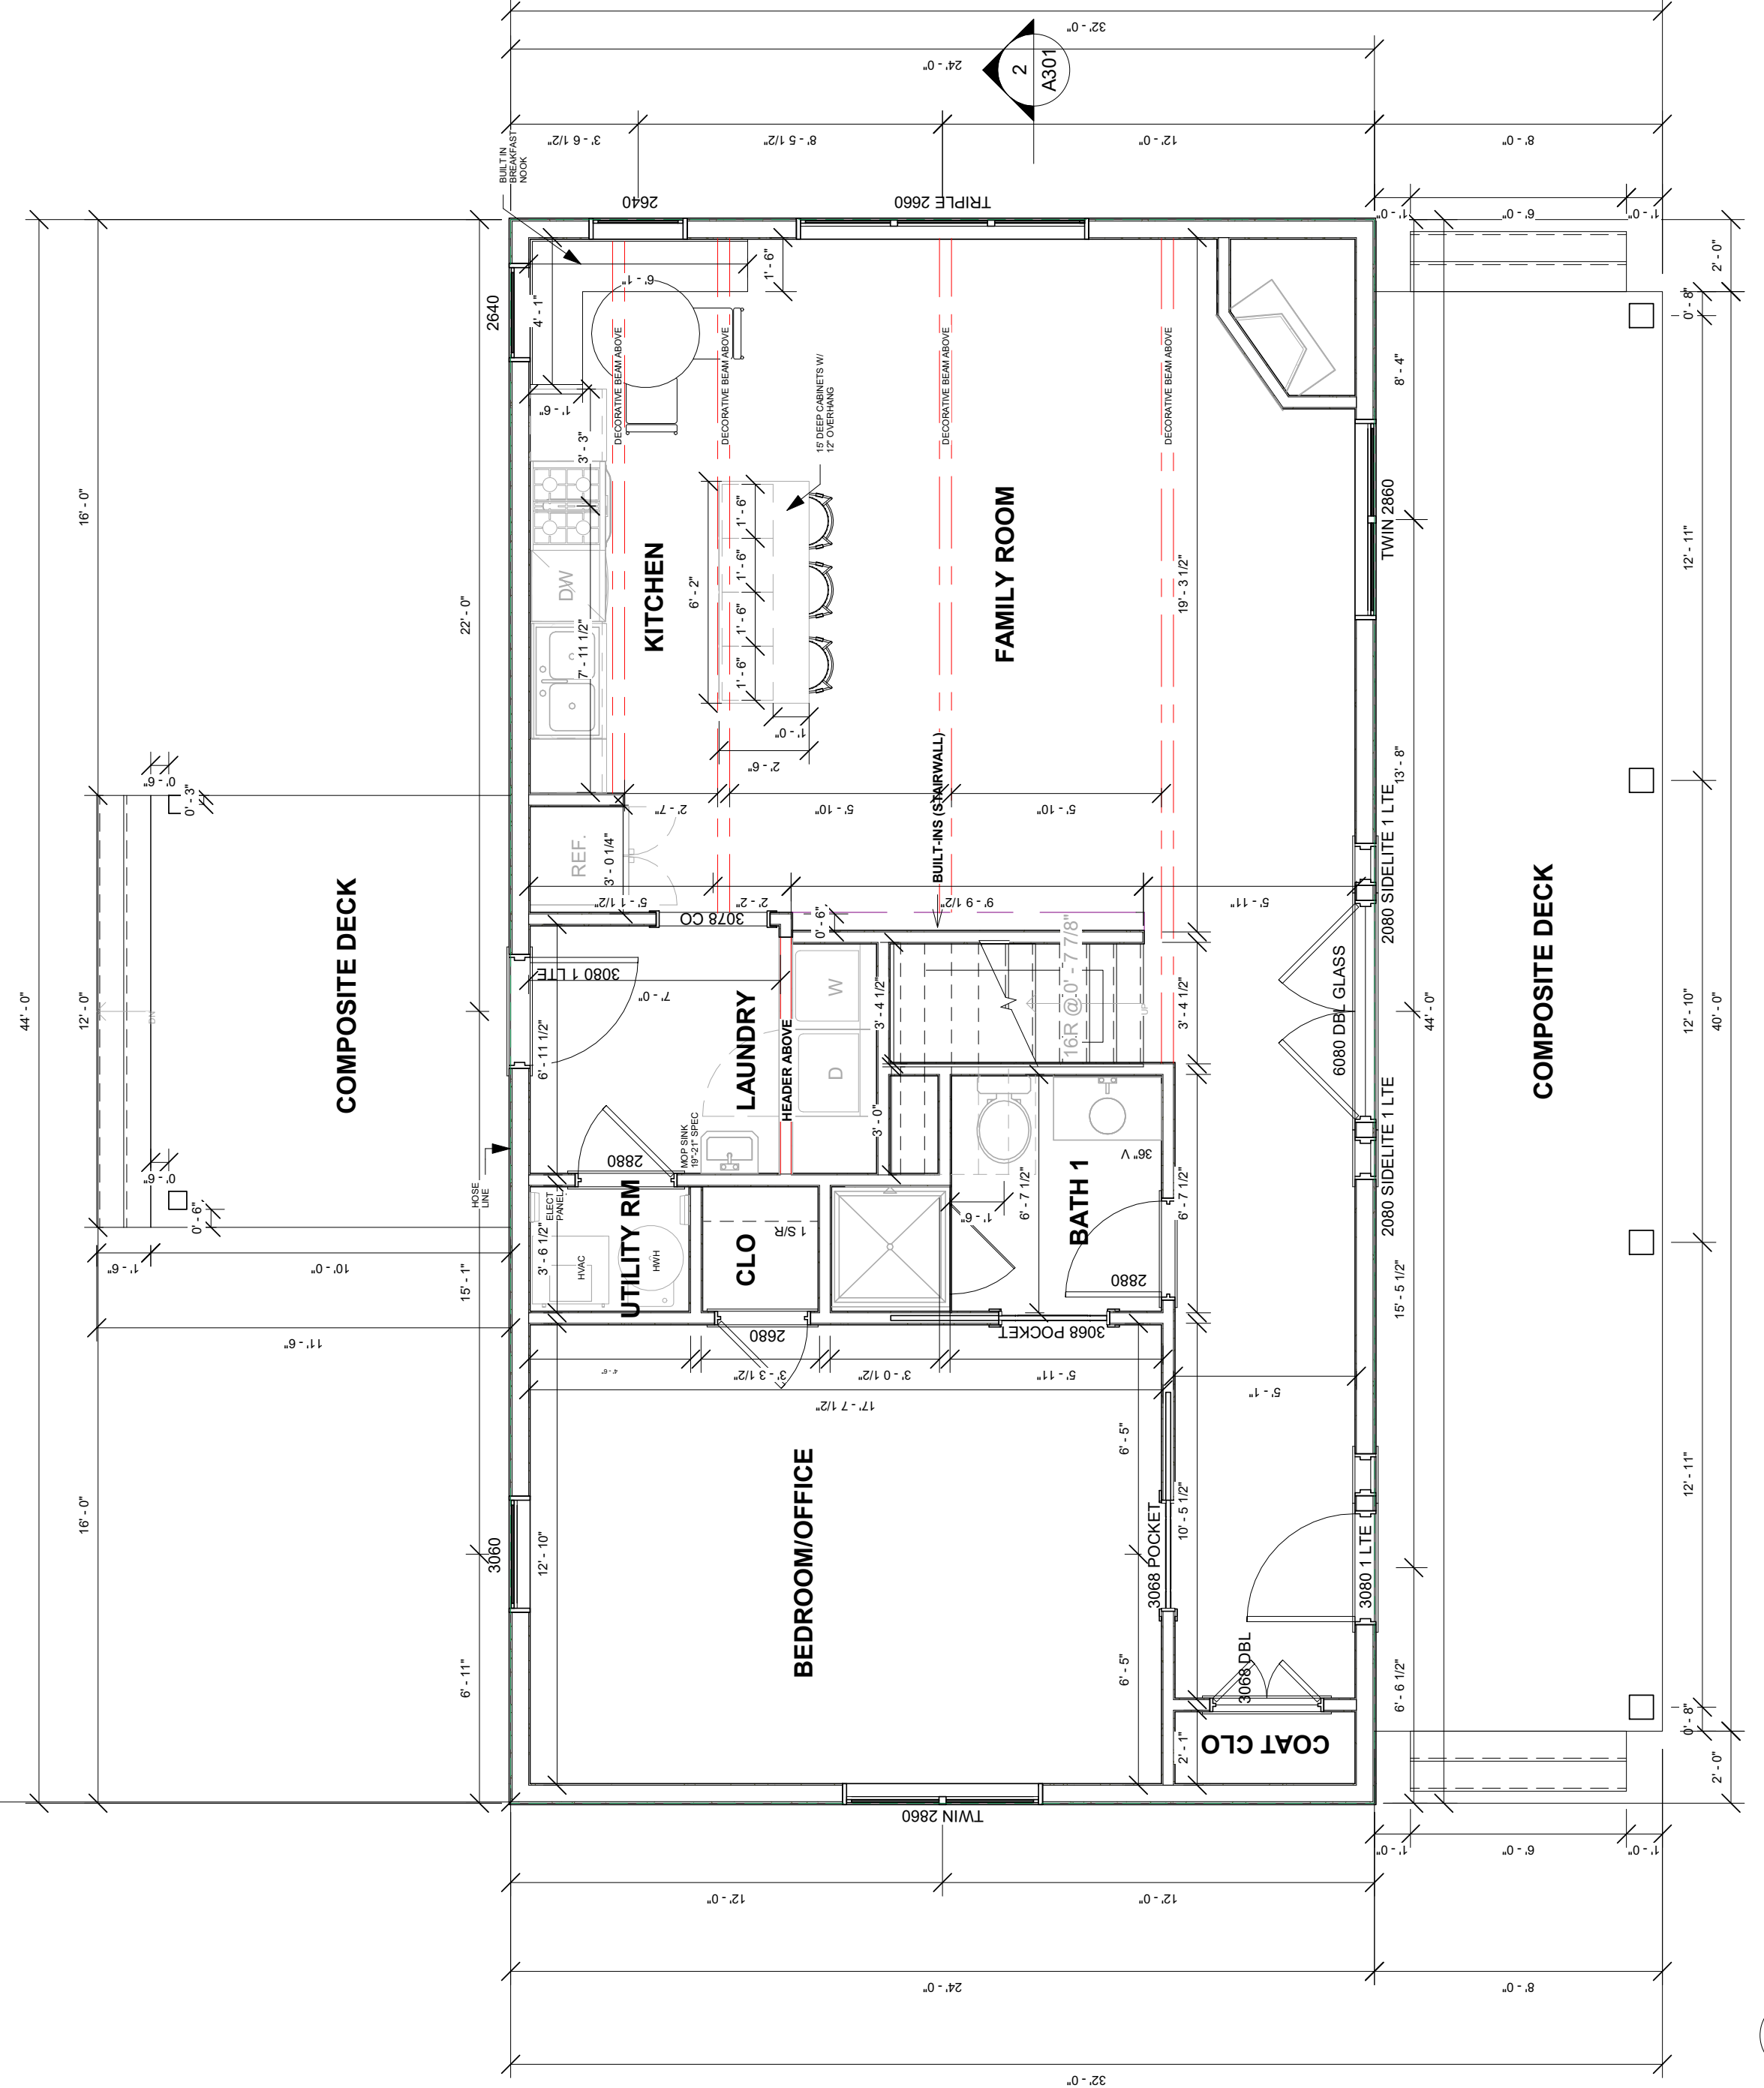 32' - 0"
24' - 0"
2
A301
3' - 6 1/2"
8' - 5 1/2"
12' - 0"
8' - 0"
BUILT IN
BREAKFAST
NOOK
2640
TRIPLE 2660
1' - 0"
6' - 0"
1' - 0"
2' - 0"
0' - 8"
2640
4' - 1"
6' - 1"
1' - 6"
1' - 6"
3' - 3"
DECORATIVE BEAM ABOVE
DECORATIVE BEAM ABOVE
DECORATIVE BEAM ABOVE
DECORATIVE BEAM ABOVE
15' DEEP CABINETS W/
12" OVERHANG
8' - 4"
TWIN 2860
12' - 11"
16' - 0"
22' - 0"
DW
7' - 11 1/2"
KITCHEN
6' - 2"
1' - 6"
1' - 6"
1' - 6"
1' - 6"
1' - 0"
2' - 6"
FAMILY ROOM
19' - 3 1/2"
0' - 6"
0' - 3"
2' - 7"
5' - 10"
5' - 10"
BUILT-INS (STAIRWALL)
13' - 8"
2080 SIDELITE 1 LTE
REF.
3' - 0 1/4"
5' - 1 1/2"
2' - 2"
9' - 9 1/2"
5' - 11"
3078 CO
0' - 6"
COMPOSITE DECK
COMPOSITE DECK
44' - 0"
12' - 0"
DN
3080 1 LTE
7' - 0"
6' - 11 1/2"
LAUNDRY
HEADER ABOVE
W
D
3' - 4 1/2"
16 R @ 0' - 7 7/8"
UP
3' - 4 1/2"
6080 DBL GLASS
44' - 0"
12' - 10"
40' - 0"
MOP SINK
19"-21" SPEC
3' - 0"
36" V
BATH 1
6' - 7 1/2"
6' - 7 1/2"
1' - 6"
2880
2080 SIDELITE 1 LTE
0' - 6"
0' - 6"
HOSE
LINE
2880
ELECT
PANEL
UTILITY RM
3' - 6 1/2"
HVAC
HWH
CLO
1 S/R
1' - 6"
10' - 0"
15' - 1"
11' - 6"
2680
3068 POCKET
15' - 5 1/2"
4' - 6"
3' - 3 1/2"
3' - 0 1/2"
5' - 11"
5' - 1"
17' - 7 1/2"
6' - 5"
16' - 0"
3060
12' - 10"
BEDROOM/OFFICE
3068 POCKET
10' - 5 1/2"
3080 1 LTE
12' - 11"
6' - 11"
6' - 5"
3068 DBL
6' - 6 1/2"
0' - 8"
2' - 1"
COAT CLO
2' - 0"
TWIN 2860
1' - 0"
6' - 0"
1' - 0"
12' - 0"
12' - 0"
24' - 0"
8' - 0"
32' - 0"